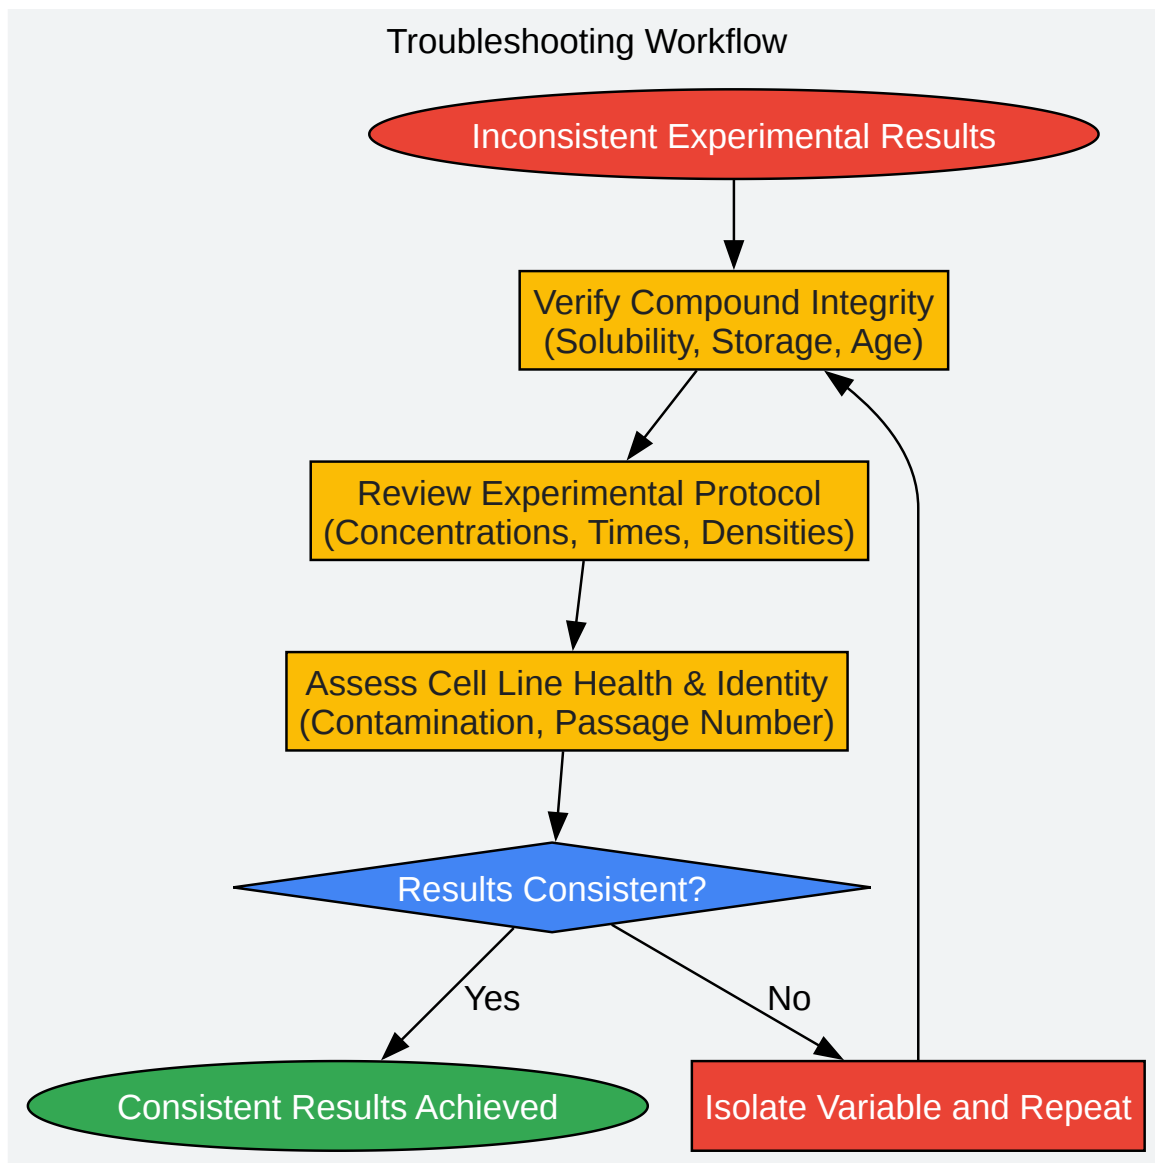 Troubleshooting Workflow
Inconsistent Experimental Results
Verify Compound Integrity
(Solubility, Storage, Age)
Review Experimental Protocol
(Concentrations, Times, Densities)
Assess Cell Line Health & Identity
(Contamination, Passage Number)
Results Consistent?
Yes
No
Consistent Results Achieved
Isolate Variable and Repeat